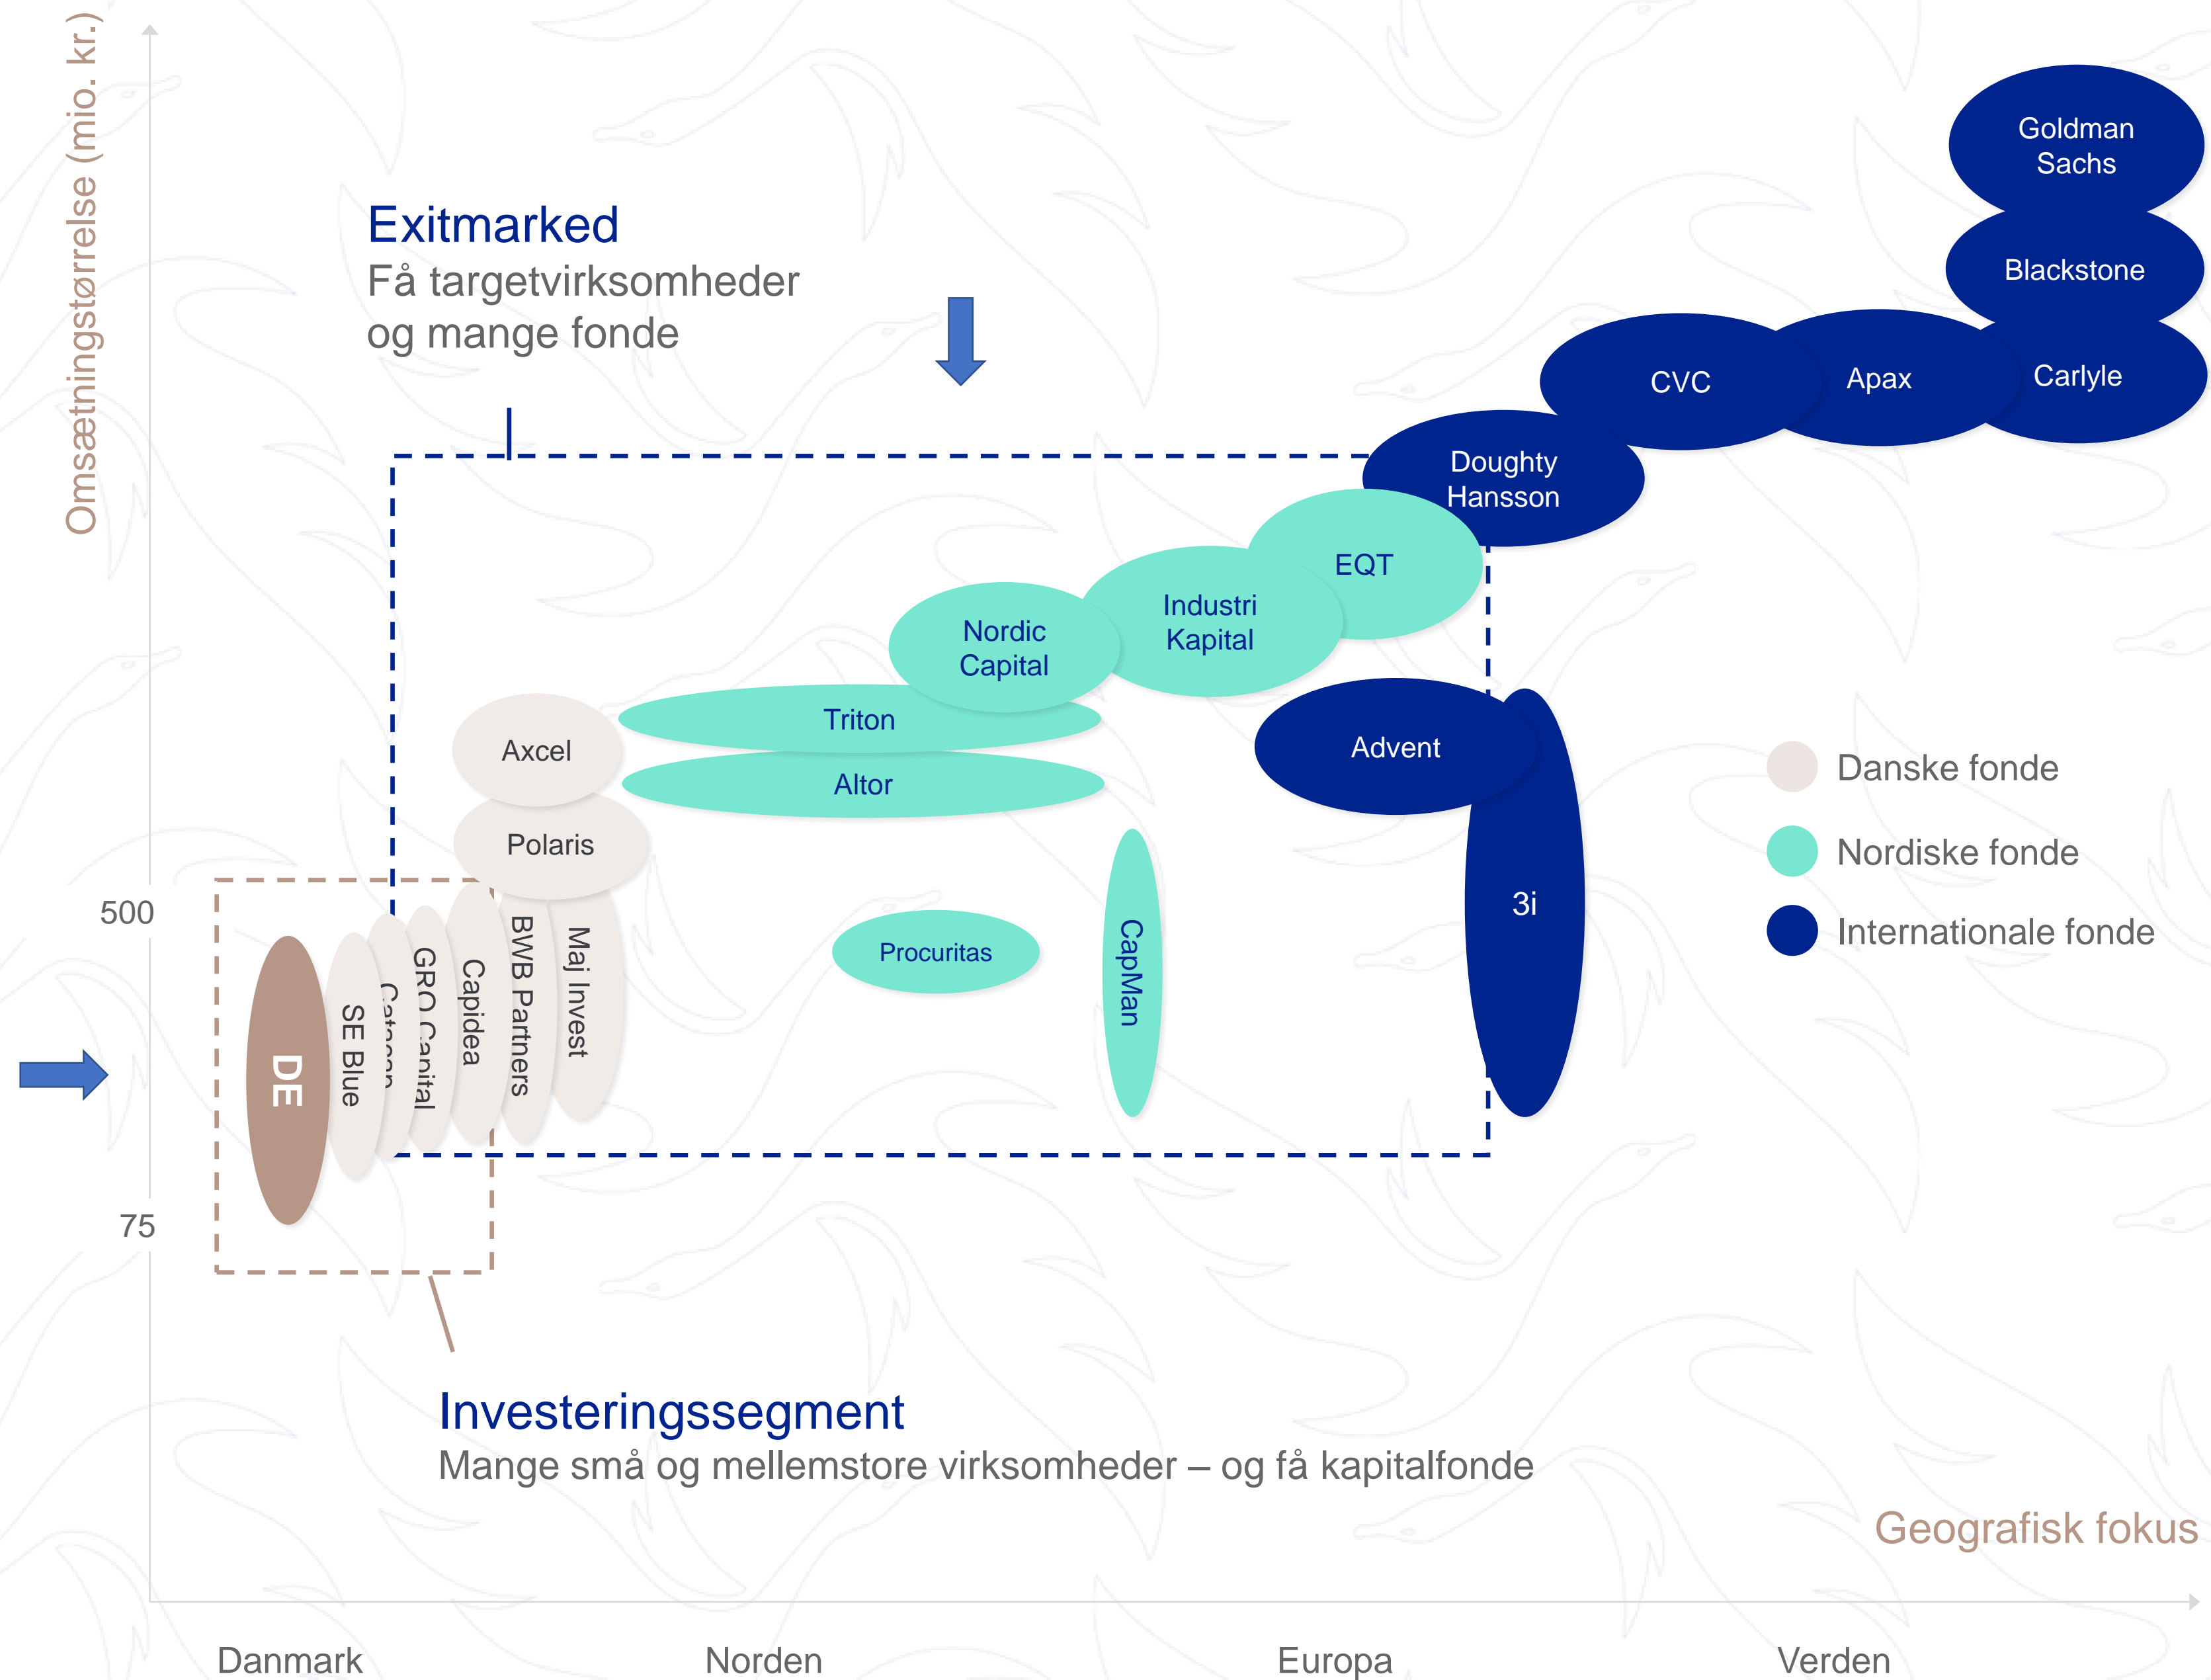 Omsætningstørrelse (mio. kr.)
Exitmarked
Få targetvirksomheder
og mange fonde
Goldman
Sachs
Blackstone
CVC
Apax
Carlyle
Doughty
Hansson
EQT
Industri
Kapital
Nordic
Capital
Triton
Axcel
Advent
Altor
Polaris
Danske fonde
Nordiske fonde
Internationale fonde
500
3i
Procuritas
CapMan
Maj Invest
BWB Partners
Capidea
GRO Capital
SE Blue
DE
75
Investeringssegment
Mange små og mellemstore virksomheder – og få kapitalfonde
Geografisk fokus
Danmark
Norden
Europa
Verden